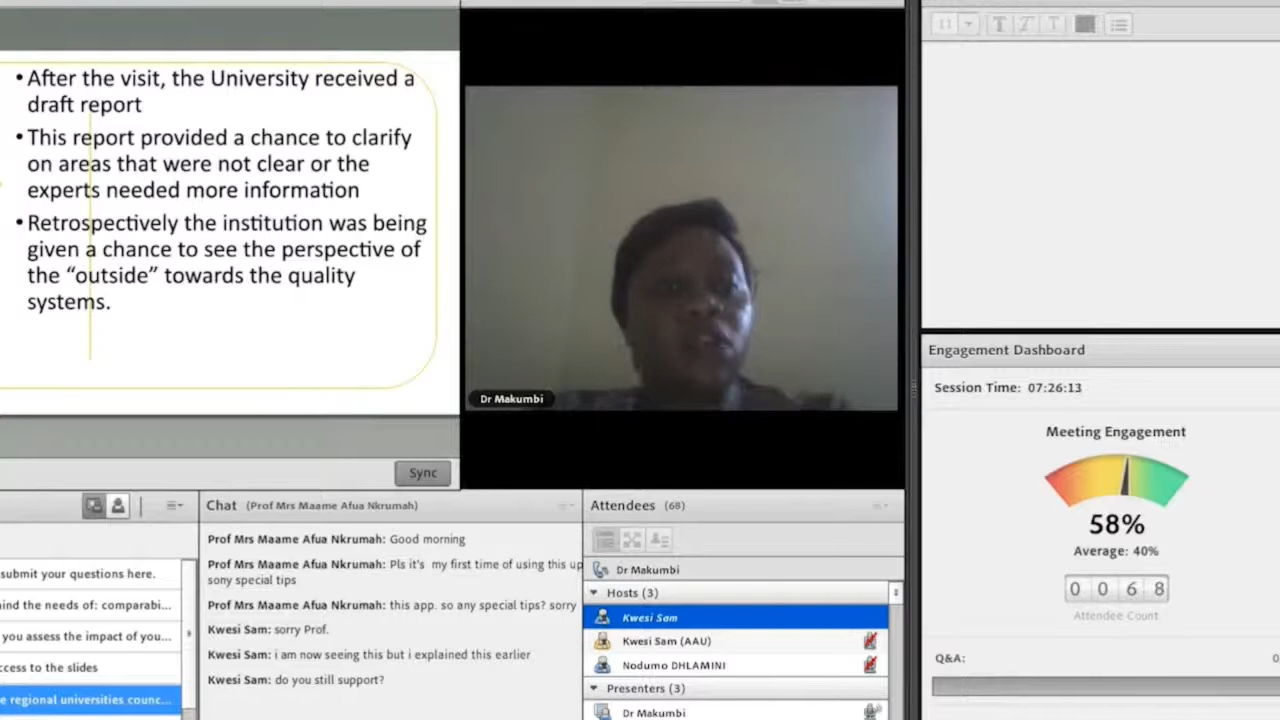 • After the visit, the University received a
draft report
• This report provided a chance to clarify
on areas that were not clear or the
experts needed more information
• Retrospectively the institution was being
given a chance to see the perspective of
the “outside” towards the quality
systems.
Sync
Dr Makumbi
submit your questions here.
ind the needs of: comparabi...
you assess the impact of you...
ccess to the slides
e regional universities counc...
Chat (Prof Mrs Maame Afua Nkrumah)
Prof Mrs Maame Afua Nkrumah: Good morning
Prof Mrs Maame Afua Nkrumah: Pls it's my first time of using this up
sony special tips
Prof Mrs Maame Afua Nkrumah: this app. so any special tips? sorry
Kwesi Sam: sorry Prof.
Kwesi Sam: i am now seeing this but i explained this earlier
Kwesi Sam: do you still support?
Attendees (68)
Dr Makumbi
Hosts (3)
Kwesi Sam
Kwesi Sam (AAU)
Nodumo DHLAMINI
Presenters (3)
Dr Makumbi
11
T T T
Engagement Dashboard
Session Time: 07:26:13
Meeting Engagement
58%
Average: 40%
0 0 6 8
Attendee Count
Q&A:
0